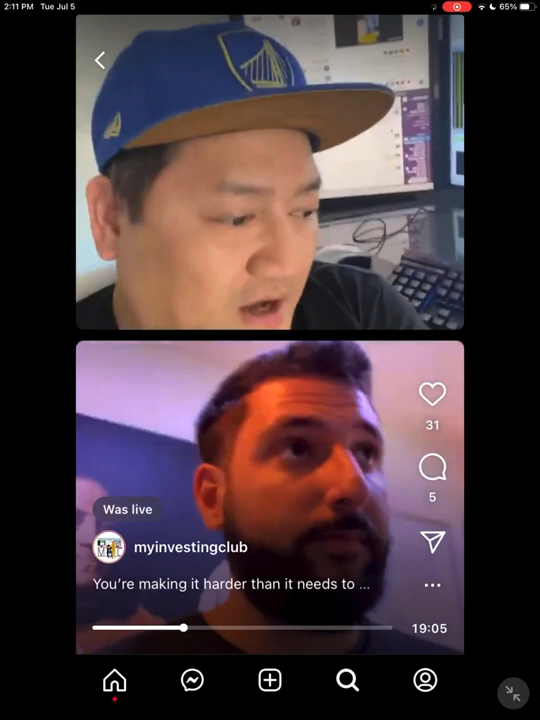 2:11 PM Tue Jul 5
65%
31
5
Was live
myinvestingclub
You're making it harder than it needs to ...
19:05